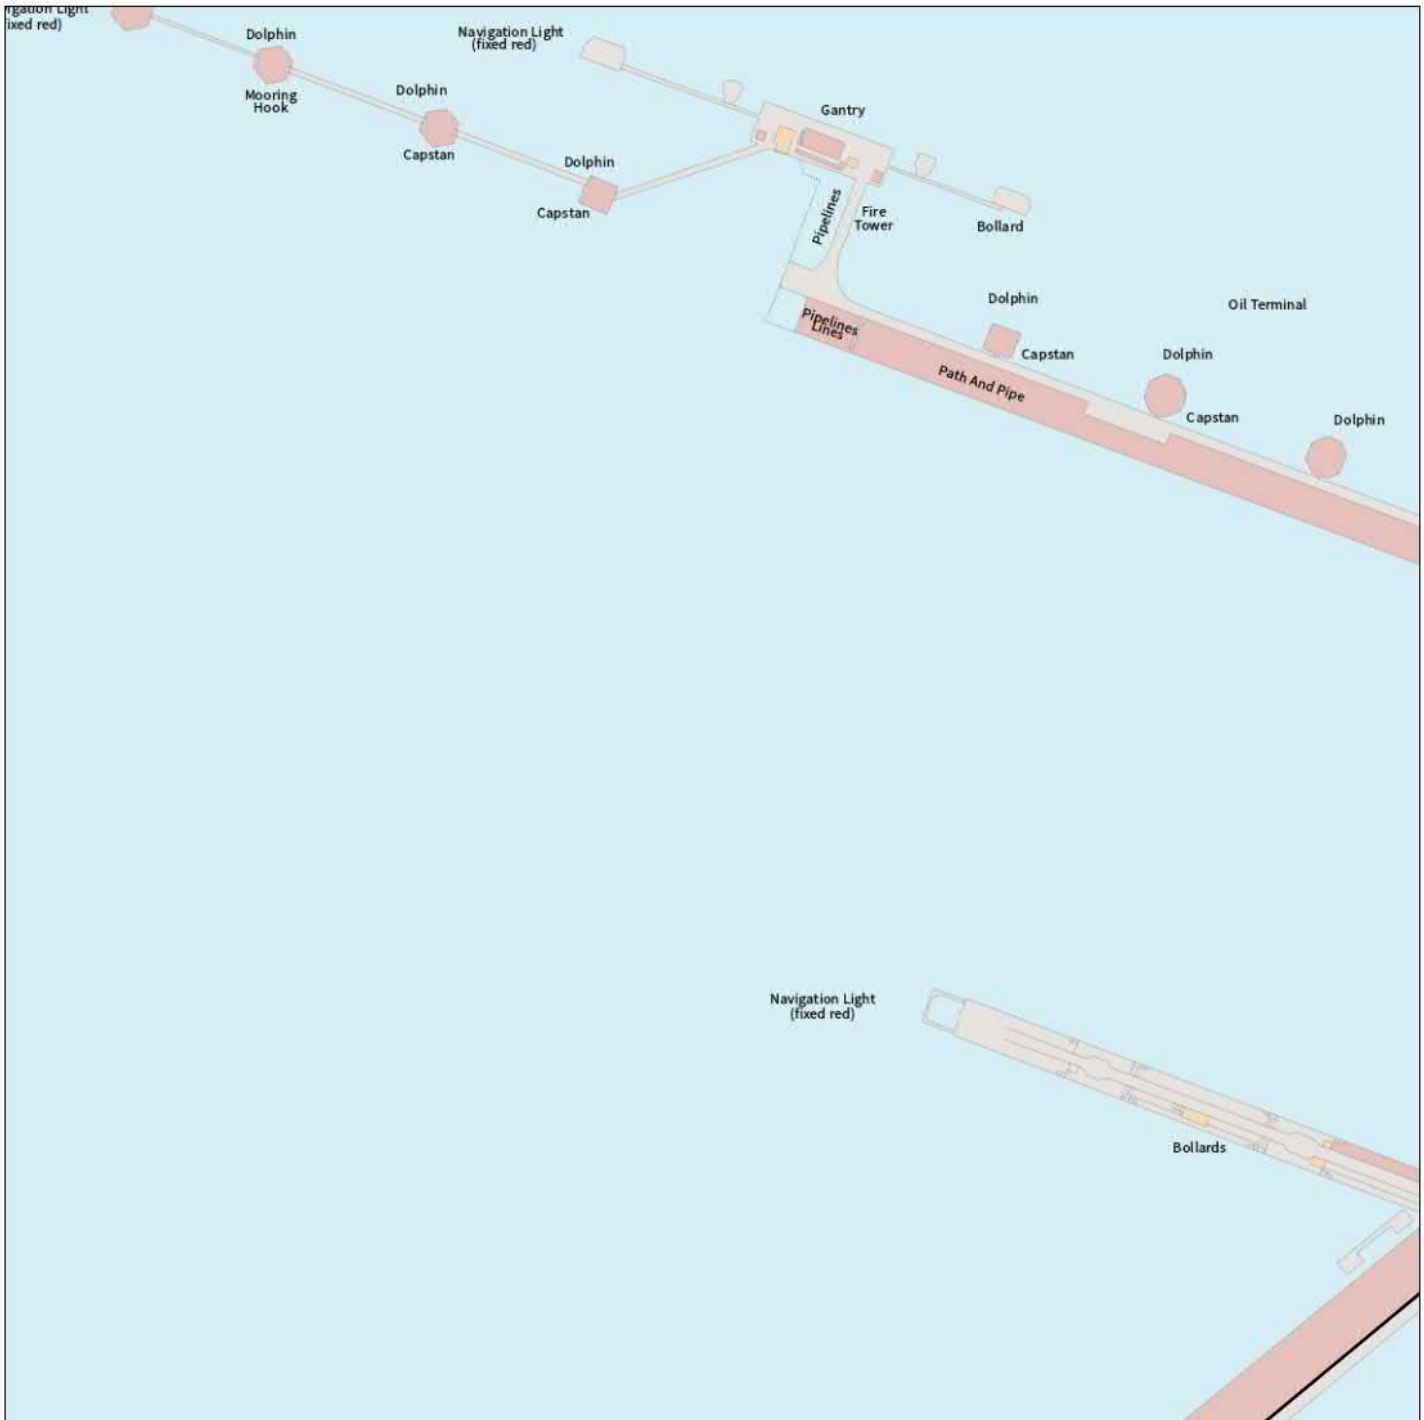 ixed red)
Dolphin
Mooring
Hook
Dolphin
Capstan
Dolphin
Capstan
Navigation Light
(fixed red)
Gantry
Pipelines
Fire
Tower
Bollard
Pipelines
Lines
Path And Pipe
Dolphin
Capstan
Oil Terminal
Dolphin
Capstan
Dolphin
Navigation Light
(fixed red)
Bollards